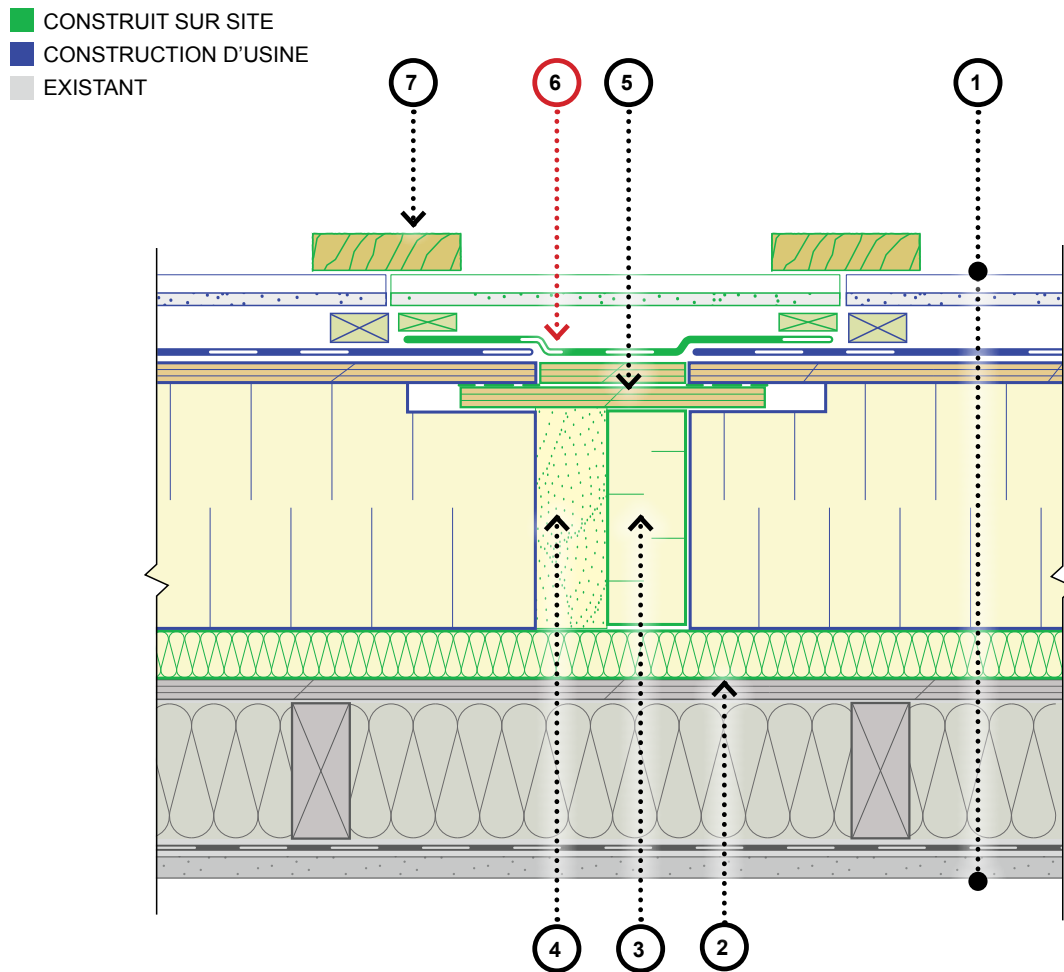 CONSTRUIT SUR SITE
CONSTRUCTION D'USINE
EXISTANT
7 6 5 1
4 3 2